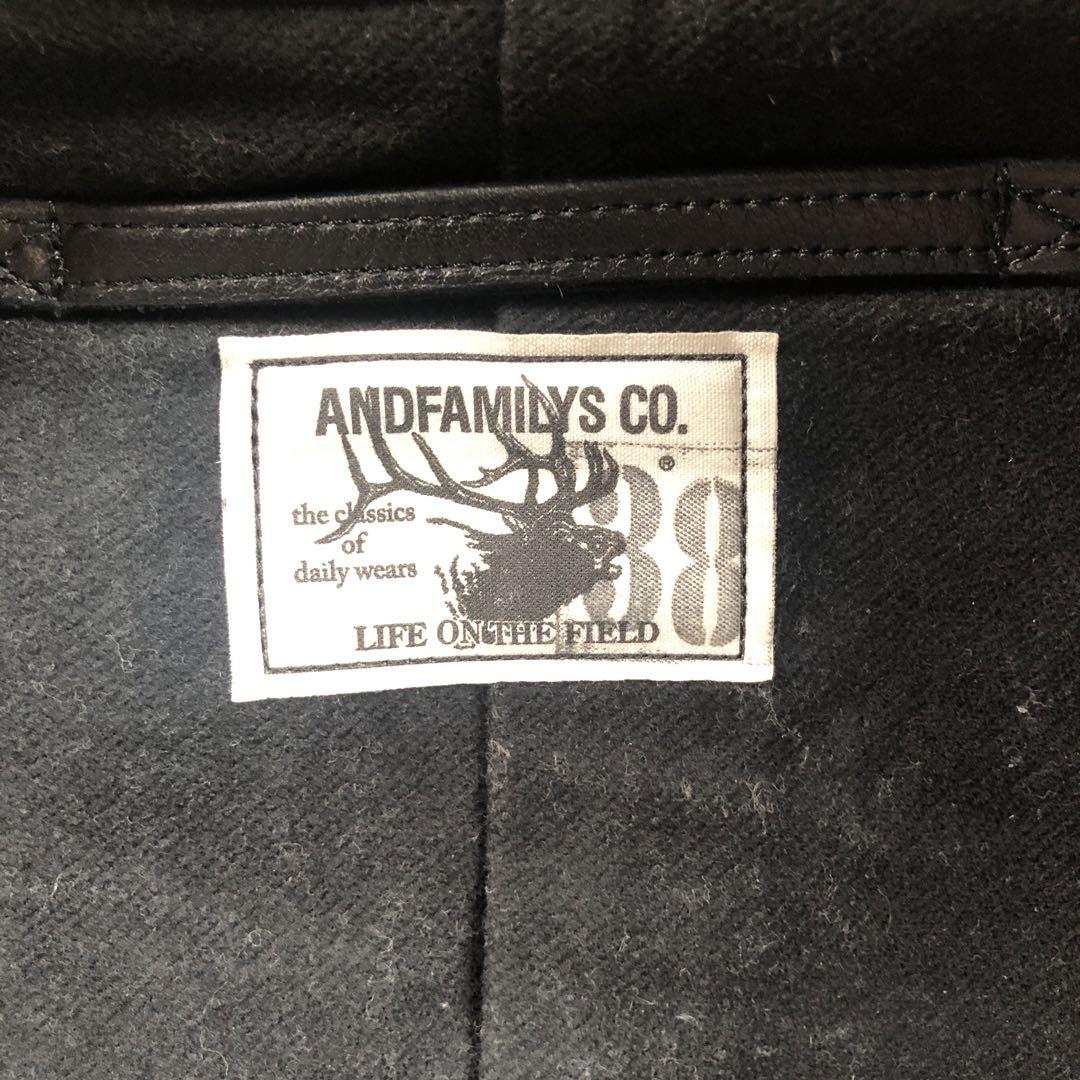 ANDFAMILYS CO.
®
38
the classics
of
daily wears
LIFE ON THE FIELD